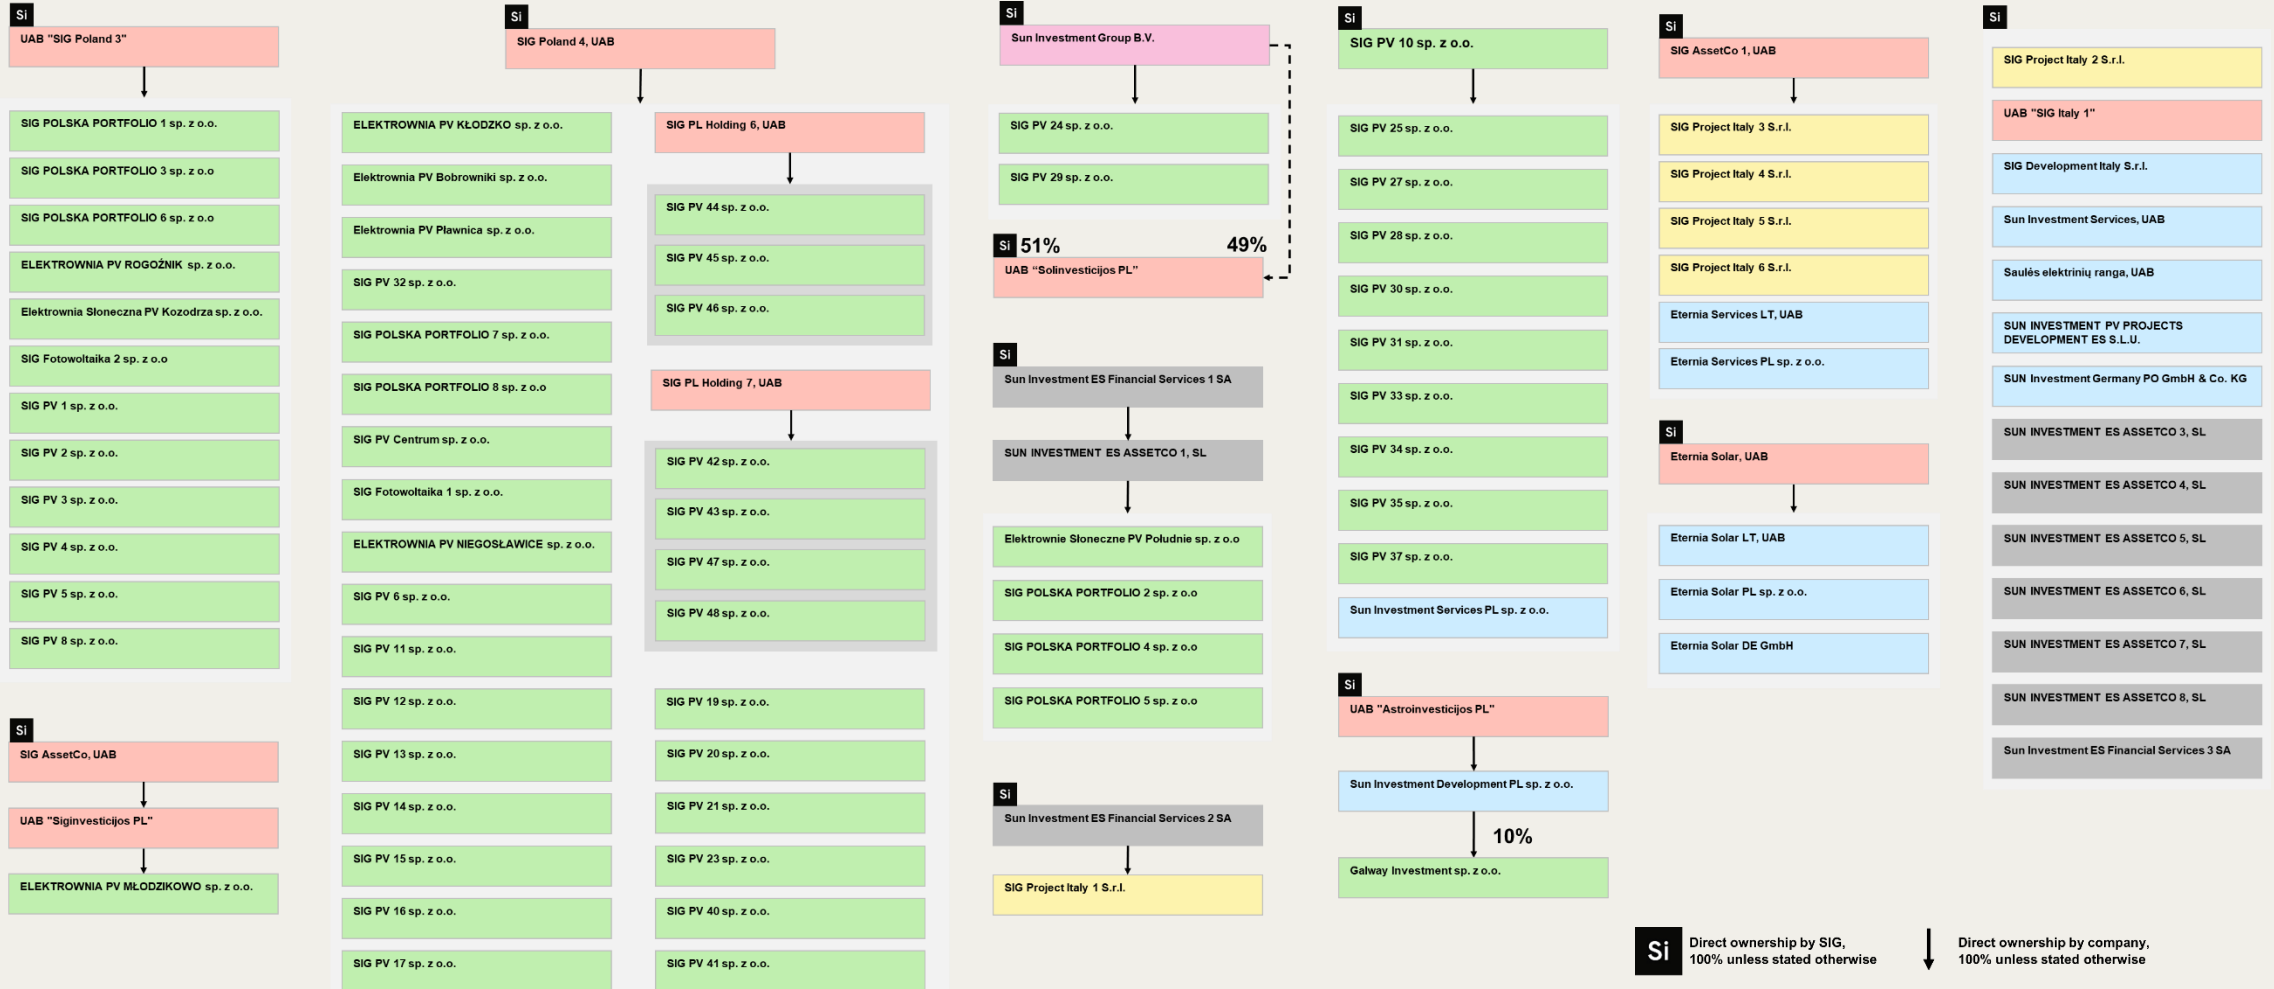 Si
UAB "SIG Poland 3"
SIG POLSKA PORTFOLIO 1 sp. z o.o.
SIG POLSKA PORTFOLIO 3 sp. z o.o
SIG POLSKA PORTFOLIO 6 sp. z o.o
ELEKTROWNIA PV ROGOŹNIK sp. z o.o.
Elektrownia Słoneczna PV Kozodrza sp. z o.o.
SIG Fotowoltaika 2 sp. z o.o
SIG PV 1 sp. z o.o.
SIG PV 2 sp. z o.o.
SIG PV 3 sp. z o.o.
SIG PV 4 sp. z o.o.
SIG PV 5 sp. z o.o.
SIG PV 8 sp. z o.o.
Si
SIG AssetCo, UAB
UAB "Siginvesticijos PL"
ELEKTROWNIA PV MŁODZIKOWO sp. z o.o.
Si
SIG Poland 4, UAB
ELEKTROWNIA PV KŁODZKO sp. z o.o.
Elektrownia PV Bobrowniki sp. z o.o.
Elektrownia PV Pławnica sp. z o.o.
SIG PV 32 sp. z o.o.
SIG POLSKA PORTFOLIO 7 sp. z o.o.
SIG POLSKA PORTFOLIO 8 sp. z o.o
SIG PV Centrum sp. z o.o.
SIG Fotowoltaika 1 sp. z o.o.
ELEKTROWNIA PV NIEGOSŁAWICE sp. z o.o.
SIG PV 6 sp. z o.o.
SIG PV 11 sp. z o.o.
SIG PV 12 sp. z o.o.
SIG PV 13 sp. z o.o.
SIG PV 14 sp. z o.o.
SIG PV 15 sp. z o.o.
SIG PV 16 sp. z o.o.
SIG PV 17 sp. z o.o.
SIG PL Holding 6, UAB
SIG PV 44 sp. z o.o.
SIG PV 45 sp. z o.o.
SIG PV 46 sp. z o.o.
SIG PL Holding 7, UAB
SIG PV 42 sp. z o.o.
SIG PV 43 sp. z o.o.
SIG PV 47 sp. z o.o.
SIG PV 48 sp. z o.o.
SIG PV 19 sp. z o.o.
SIG PV 20 sp. z o.o.
SIG PV 21 sp. z o.o.
SIG PV 23 sp. z o.o.
SIG PV 40 sp. z o.o.
SIG PV 41 sp. z o.o.
Si
Sun Investment Group B.V.
SIG PV 24 sp. z o.o.
SIG PV 29 sp. z o.o.
Si 51% 49%
UAB “Solinvesticijos PL”
Si
Sun Investment ES Financial Services 1 SA
SUN INVESTMENT ES ASSETCO 1, SL
Elektrownie Słoneczne PV Południe sp. z o.o
SIG POLSKA PORTFOLIO 2 sp. z o.o
SIG POLSKA PORTFOLIO 4 sp. z o.o
SIG POLSKA PORTFOLIO 5 sp. z o.o
Si
Sun Investment ES Financial Services 2 SA
SIG Project Italy 1 S.r.l.
Si
SIG PV 10 sp. z o.o.
SIG PV 25 sp. z o.o.
SIG PV 27 sp. z o.o.
SIG PV 28 sp. z o.o.
SIG PV 30 sp. z o.o.
SIG PV 31 sp. z o.o.
SIG PV 33 sp. z o.o.
SIG PV 34 sp. z o.o.
SIG PV 35 sp. z o.o.
SIG PV 37 sp. z o.o.
Sun Investment Services PL sp. z o.o.
Si
UAB "Astroinvesticijos PL"
Sun Investment Development PL sp. z o.o.
10%
Galway Investment sp. z o.o.
Si
SIG AssetCo 1, UAB
SIG Project Italy 3 S.r.l.
SIG Project Italy 4 S.r.l.
SIG Project Italy 5 S.r.l.
SIG Project Italy 6 S.r.l.
Eternia Services LT, UAB
Eternia Services PL sp. z o.o.
Si
Eternia Solar, UAB
Eternia Solar LT, UAB
Eternia Solar PL sp. z o.o.
Eternia Solar DE GmbH
Si
SIG Project Italy 2 S.r.l.
UAB "SIG Italy 1"
SIG Development Italy S.r.l.
Sun Investment Services, UAB
Saulės elektrinių ranga, UAB
SUN INVESTMENT PV PROJECTS
DEVELOPMENT ES S.L.U.
SUN Investment Germany PO GmbH & Co. KG
SUN INVESTMENT ES ASSETCO 3, SL
SUN INVESTMENT ES ASSETCO 4, SL
SUN INVESTMENT ES ASSETCO 5, SL
SUN INVESTMENT ES ASSETCO 6, SL
SUN INVESTMENT ES ASSETCO 7, SL
SUN INVESTMENT ES ASSETCO 8, SL
Sun Investment ES Financial Services 3 SA
Si
Direct ownership by SIG,
100% unless stated otherwise
Direct ownership by company,
100% unless stated otherwise